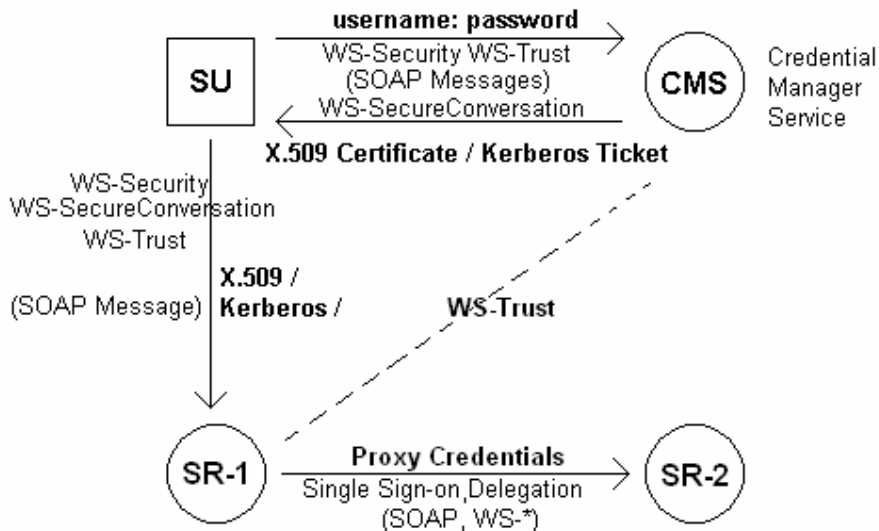 username: password
WS-Security WS-Trust
(SOAP Messages)
WS-SecureConversation
X.509 Certificate / Kerberos Ticket
SU
CMS
Credential
Manager
Service
WS-Security
WS-SecureConversation
WS-Trust
X.509 /
(SOAP Message)
Kerberos /
WS-Trust
SR-1
Proxy Credentials
Single Sign-on,Delegation
(SOAP, WS-*)
SR-2